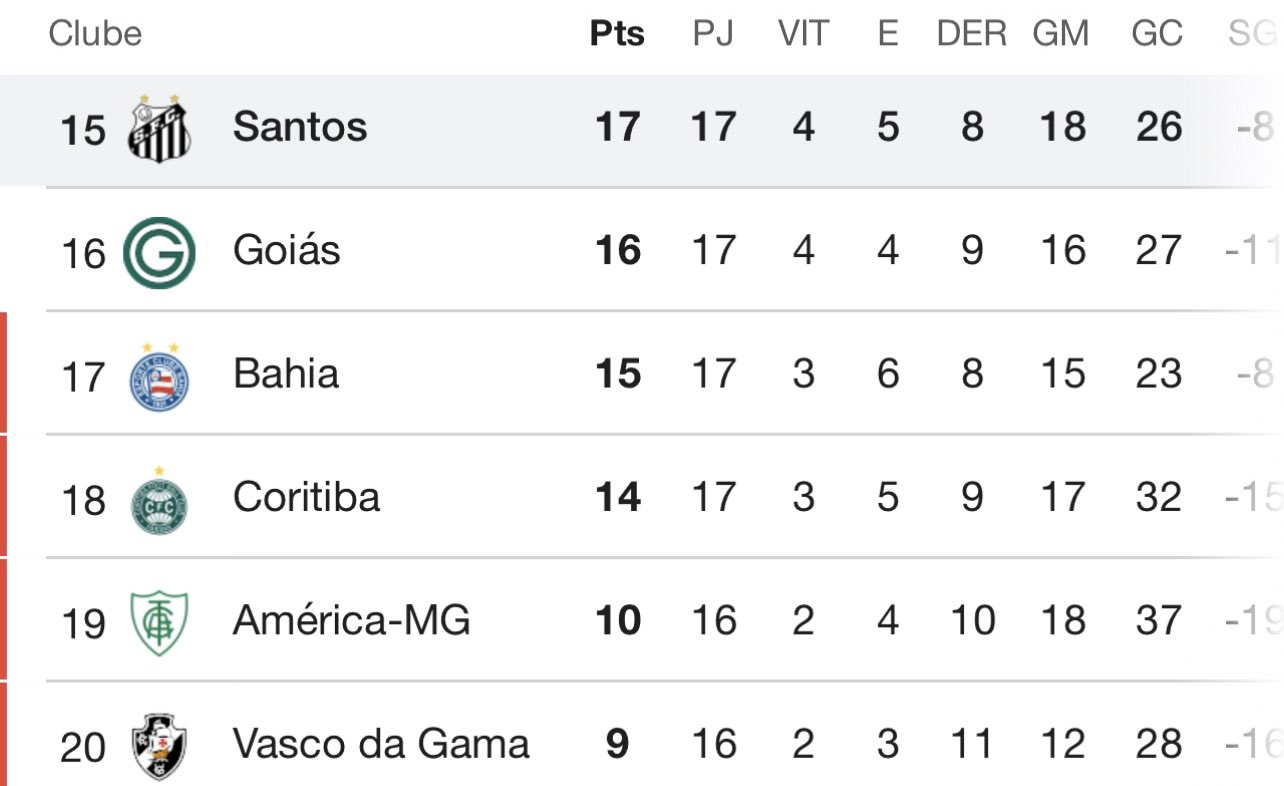 Clube Pts PJ VIT E DER GM GC SG
15 Santos 17 17 4 5 8 18 26 -8
16 Goiás 16 17 4 4 9 16 27 -11
17 Bahia 15 17 3 6 8 15 23 -8
18 CFC Coritiba 14 17 3 5 9 17 32 -15
19 América-MG 10 16 2 4 10 18 37 -19
20 Vasco da Gama 9 16 2 3 11 12 28 -16